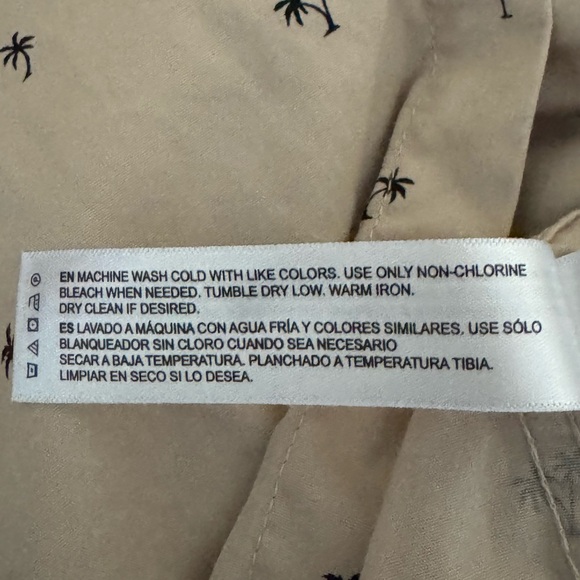 EN MACHINE WASH COLD WITH LIKE COLORS. USE ONLY NON-CHLORINE
BLEACH WHEN NEEDED. TUMBLE DRY LOW. WARM IRON.
DRY CLEAN IF DESIRED.
ES LAVADO A MÁQUINA CON AGUA FRÍA Y COLORES SIMILARES. USE SÓLO
BLANQUEADOR SIN CLORO CUANDO SEA NECESARIO
SECAR A BAJA TEMPERATURA. PLANCHADO A TEMPERATURA TIBIA.
LIMPIAR EN SECO SI LO DESEA.